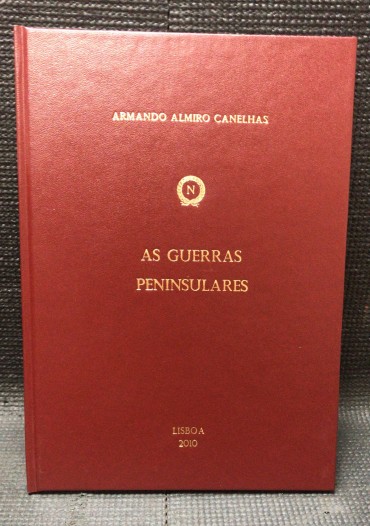 ARMANDO ALMIRO CANELHAS
N
AS GUERRAS
PENINSULARES
LISBOA
2010